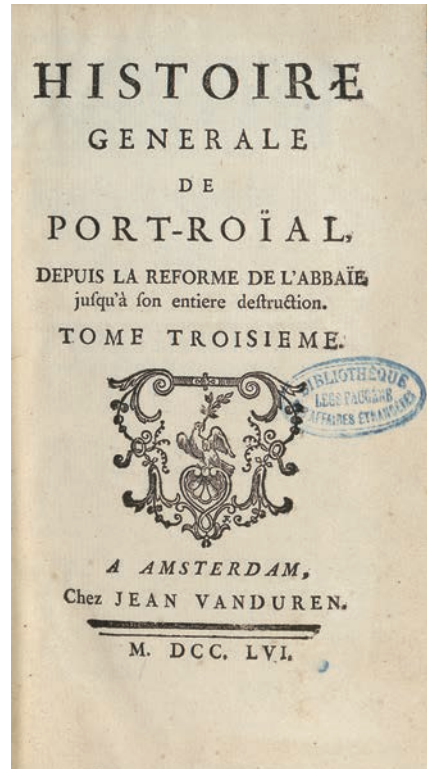 HISTOIRE
GENERALE
DE
PORT-ROÏAL,
DEPUIS LA REFORME DE L'ABBAÏE,
juſqu'à ſon entiere deſtruction.
TOME TROISIEME.
BIBLIOTHÈQUE
LEGS
AFFAIRES ETRANGÈRES
A AMSTERDAM,
Chez JEAN VANDUREN.
M. DCC. LVI.